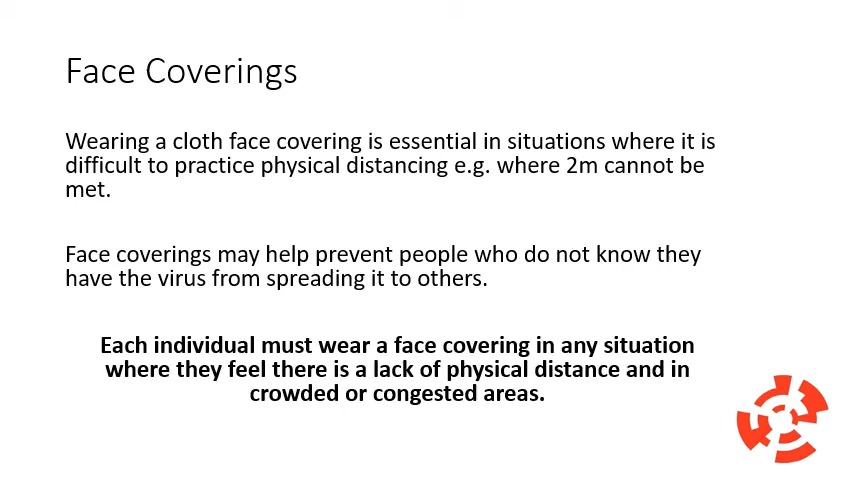 Face Coverings
Wearing a cloth face covering is essential in situations where it is
difficult to practice physical distancing e.g. where 2m cannot be
met.
Face coverings may help prevent people who do not know they
have the virus from spreading it to others.
Each individual must wear a face covering in any situation
where they feel there is a lack of physical distance and in
crowded or congested areas.